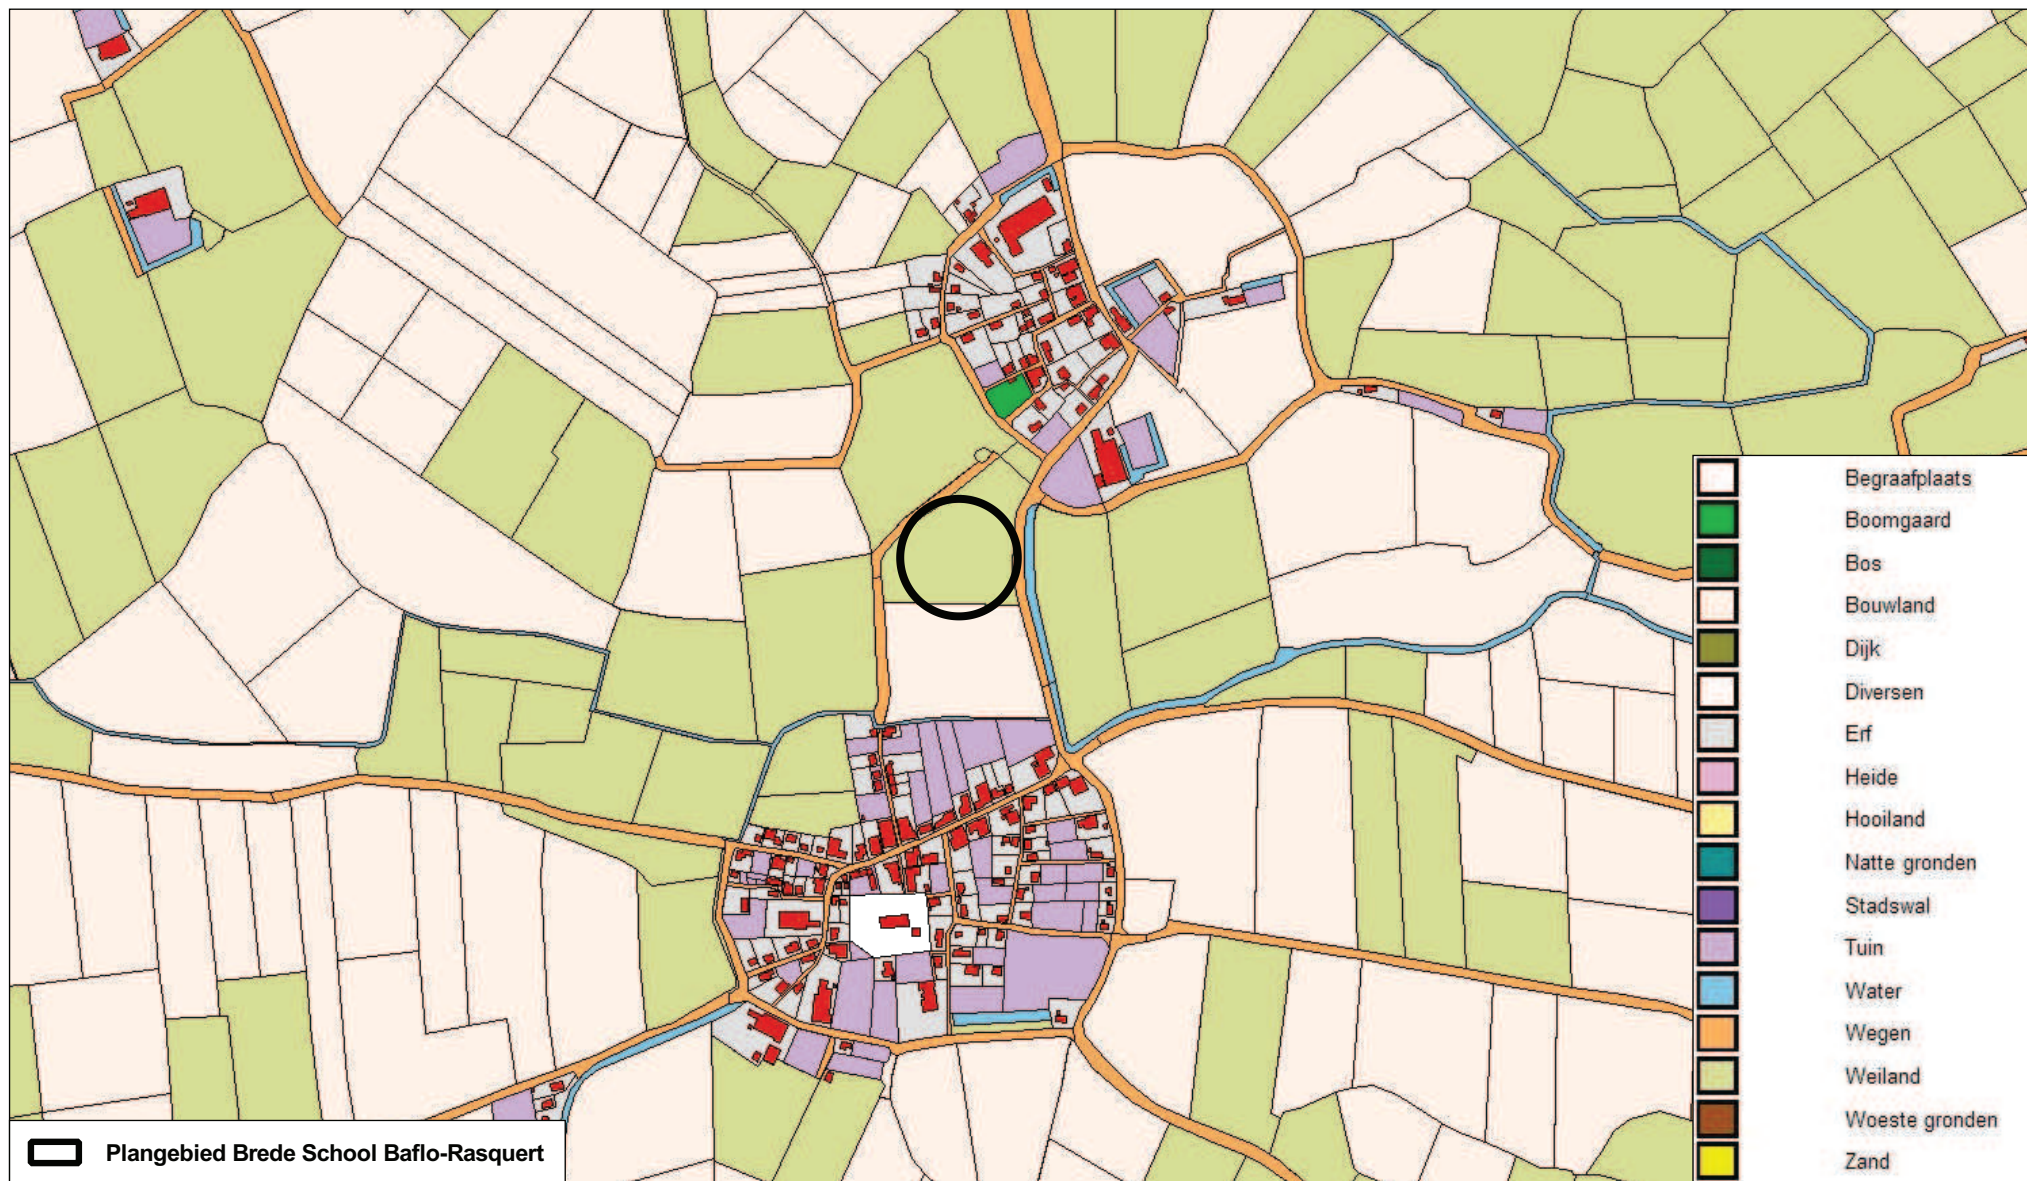 Begraafplaats
Boomgaard
Bos
Bouwland
Dijk
Diversen
Erf
Heide
Hooiland
Natte gronden
Stadswal
Tuin
Water
Wegen
Weiland
Woeste gronden
Zand
Plangebied Brede School Baflo-Rasquert